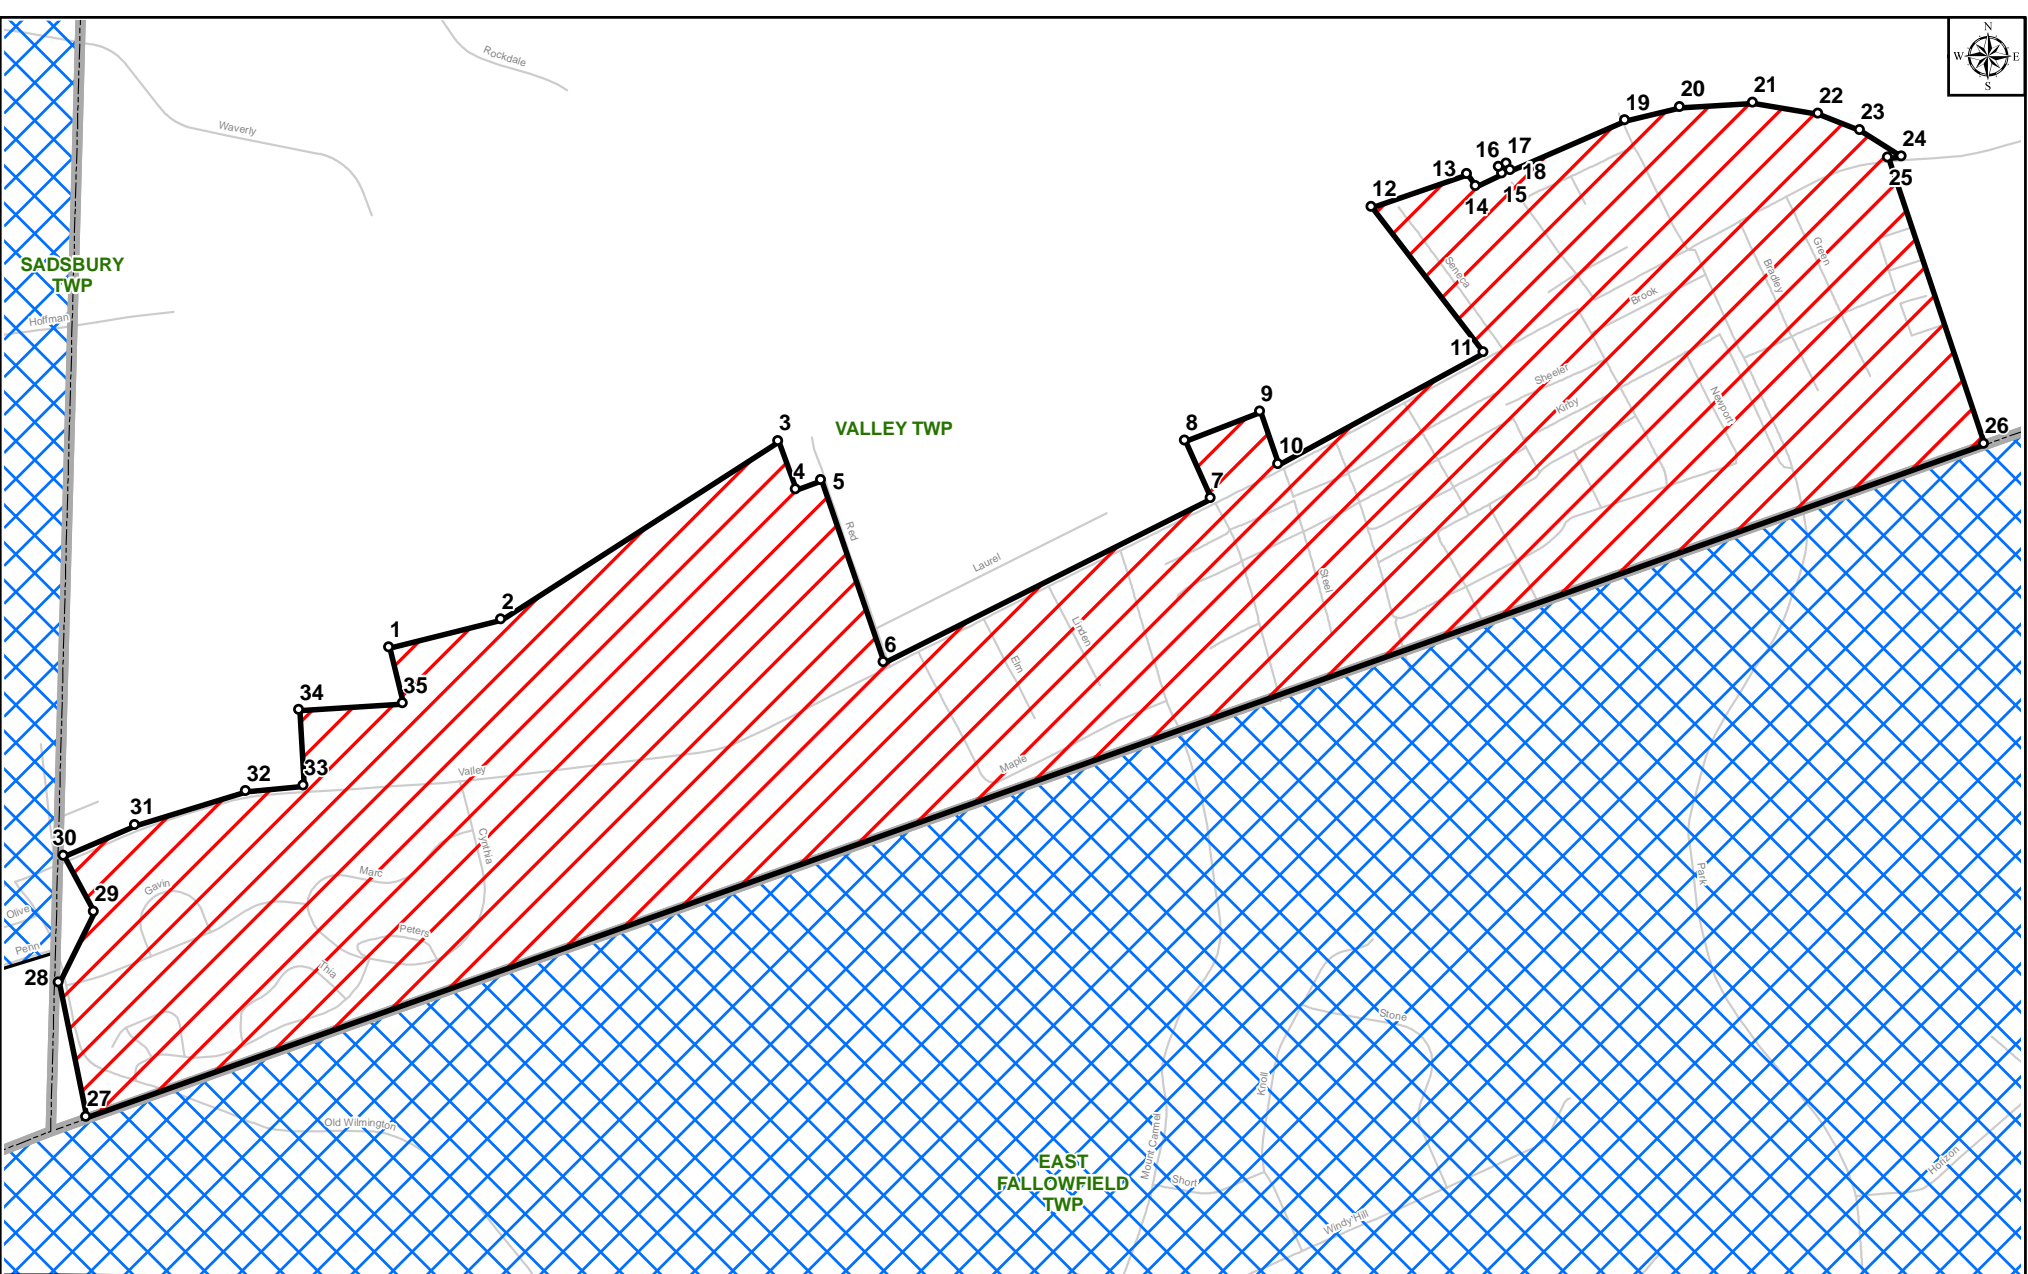 N
W E
S
Rockdale
Waverly
19
20
21
22
23
24
25
16
17
13
18
15
14
12
SADSBURY
TWP
Hoffman
Seneca
Green
Bradley
Brook
11
Sheeler
Kirby
Newport
9
8
10
7
26
3
VALLEY TWP
4
5
Red
Laurel
Steel
2
1
6
Linden
Elm
35
34
33
32
Valley
Maple
31
30
Cynthia
Marc
Gavin
29
Olive
Peters
Penn
Thia
28
Park
27
Old Wilmington
Stone
Knoll
Mount Carmel
EAST
FALLOWFIELD
TWP
Short
Windy Hill
Horizon